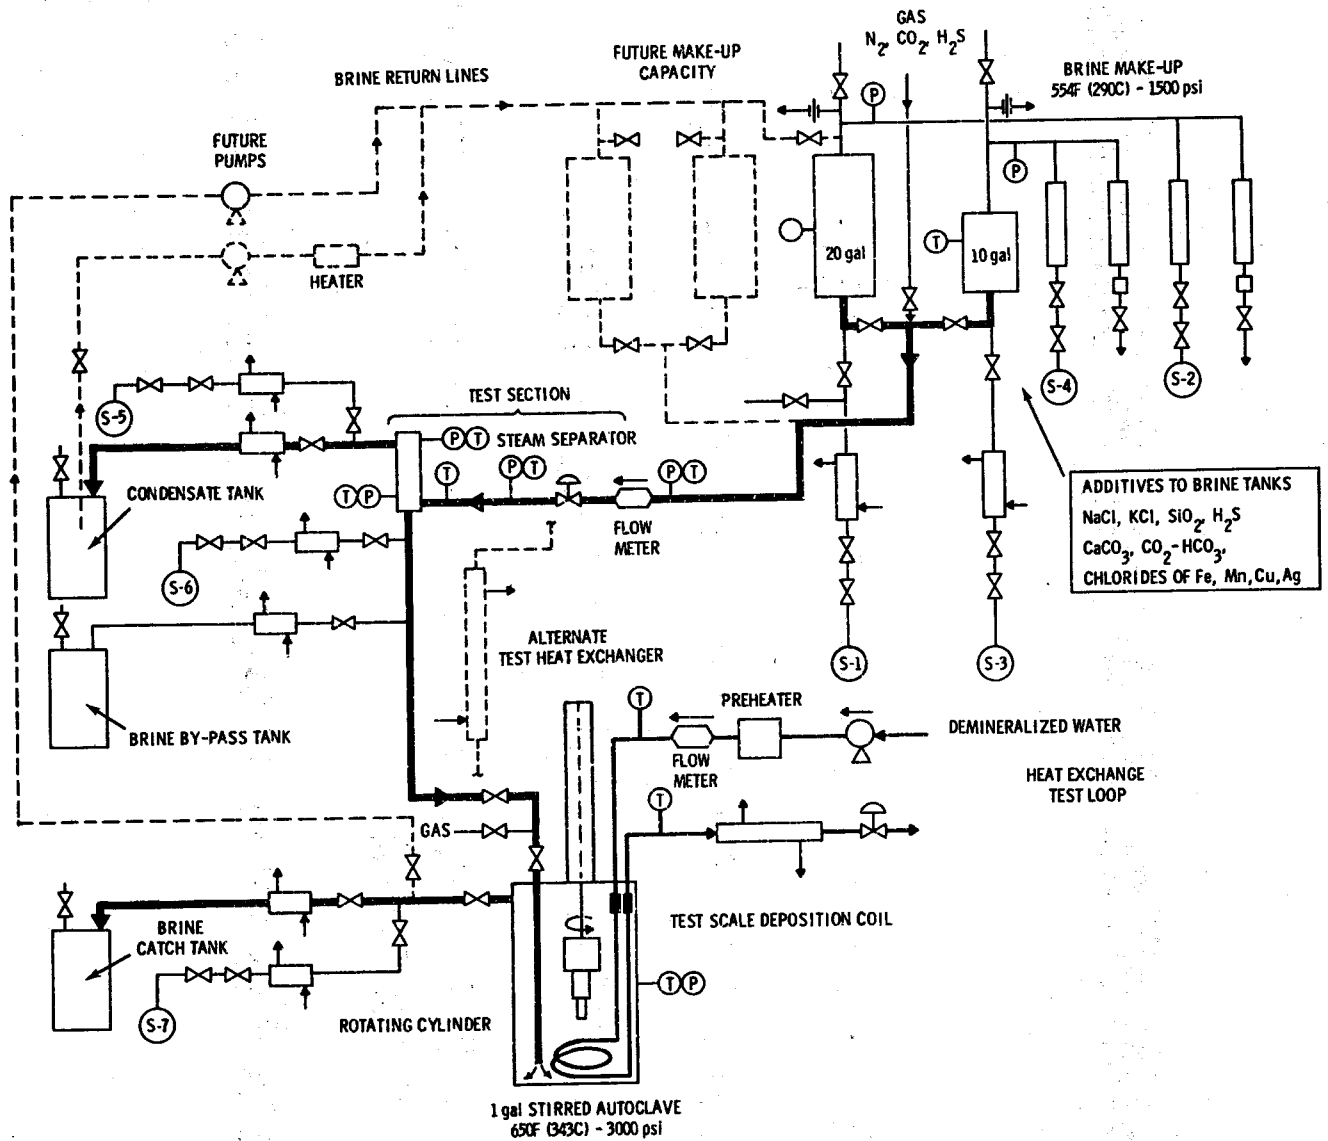 GAS
N2, CO2, H2S
FUTURE MAKE-UP
CAPACITY
BRINE RETURN LINES
BRINE MAKE-UP
554F (290C) - 1500 psi
P
FUTURE
PUMPS
P
20 gal
T
10 gal
HEATER
S-4
S-2
S-5
TEST SECTION
P T
STEAM SEPARATOR
T
P T
P T
T P
CONDENSATE TANK
FLOW
METER
ADDITIVES TO BRINE TANKS
NaCl, KCl, SiO2, H2S
CaCO3, CO2-HCO3,
CHLORIDES OF Fe, Mn, Cu, Ag
S-6
ALTERNATE
TEST HEAT EXCHANGER
S-1
S-3
BRINE BY-PASS TANK
T
PREHEATER
FLOW
METER
DEMINERALIZED WATER
HEAT EXCHANGE
TEST LOOP
T
GAS
TEST SCALE DEPOSITION COIL
BRINE
CATCH TANK
T P
S-7
ROTATING CYLINDER
1 gal STIRRED AUTOCLAVE
650F (343C) - 3000 psi